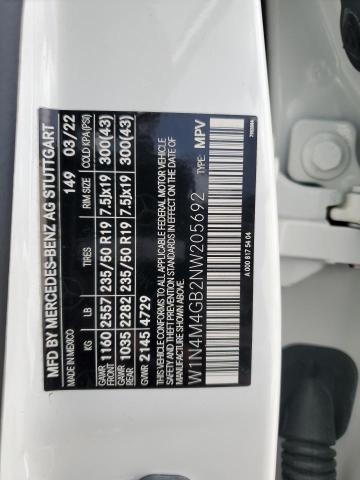 MFD BY MERCEDES-BENZ AG STUTTGART
MADE IN MEXICO 149 03/22
KG LB TIRES RIM SIZE COLD KPA(PSI)
GAWR FRONT 1160 2557 235/50 R19 7.5Jx19 300(43)
GAWR REAR 1035 2282 235/50 R19 7.5Jx19 300(43)
GVWR 2145 4729
THIS VEHICLE CONFORMS TO ALL APPLICABLE FEDERAL MOTOR VEHICLE
SAFETY AND THEFT PREVENTION STANDARDS IN EFFECT ON THE DATE OF
MANUFACTURE SHOWN ABOVE.
W1N4M4GB2NW205692 TYPE: MPV
A 000 817 54 04